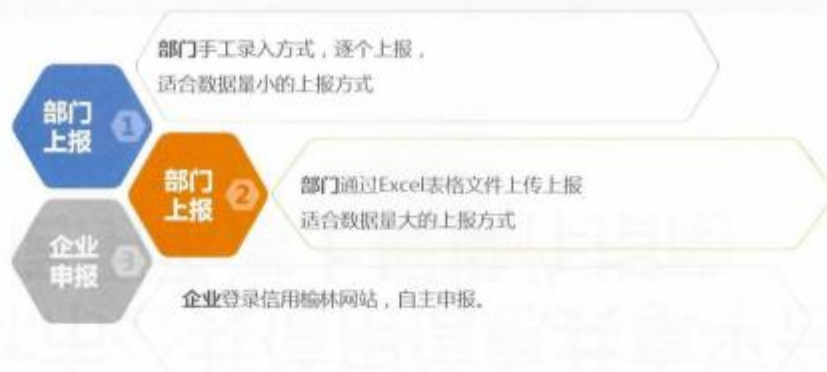 部门手工录入方式，逐个上报，
适合数据量小的上报方式
部门
上报
1
部门
上报
2
部门通过Excel表格文件上传上报
适合数据量大的上报方式
企业
申报
3
企业登录信用榆林网站，自主申报。